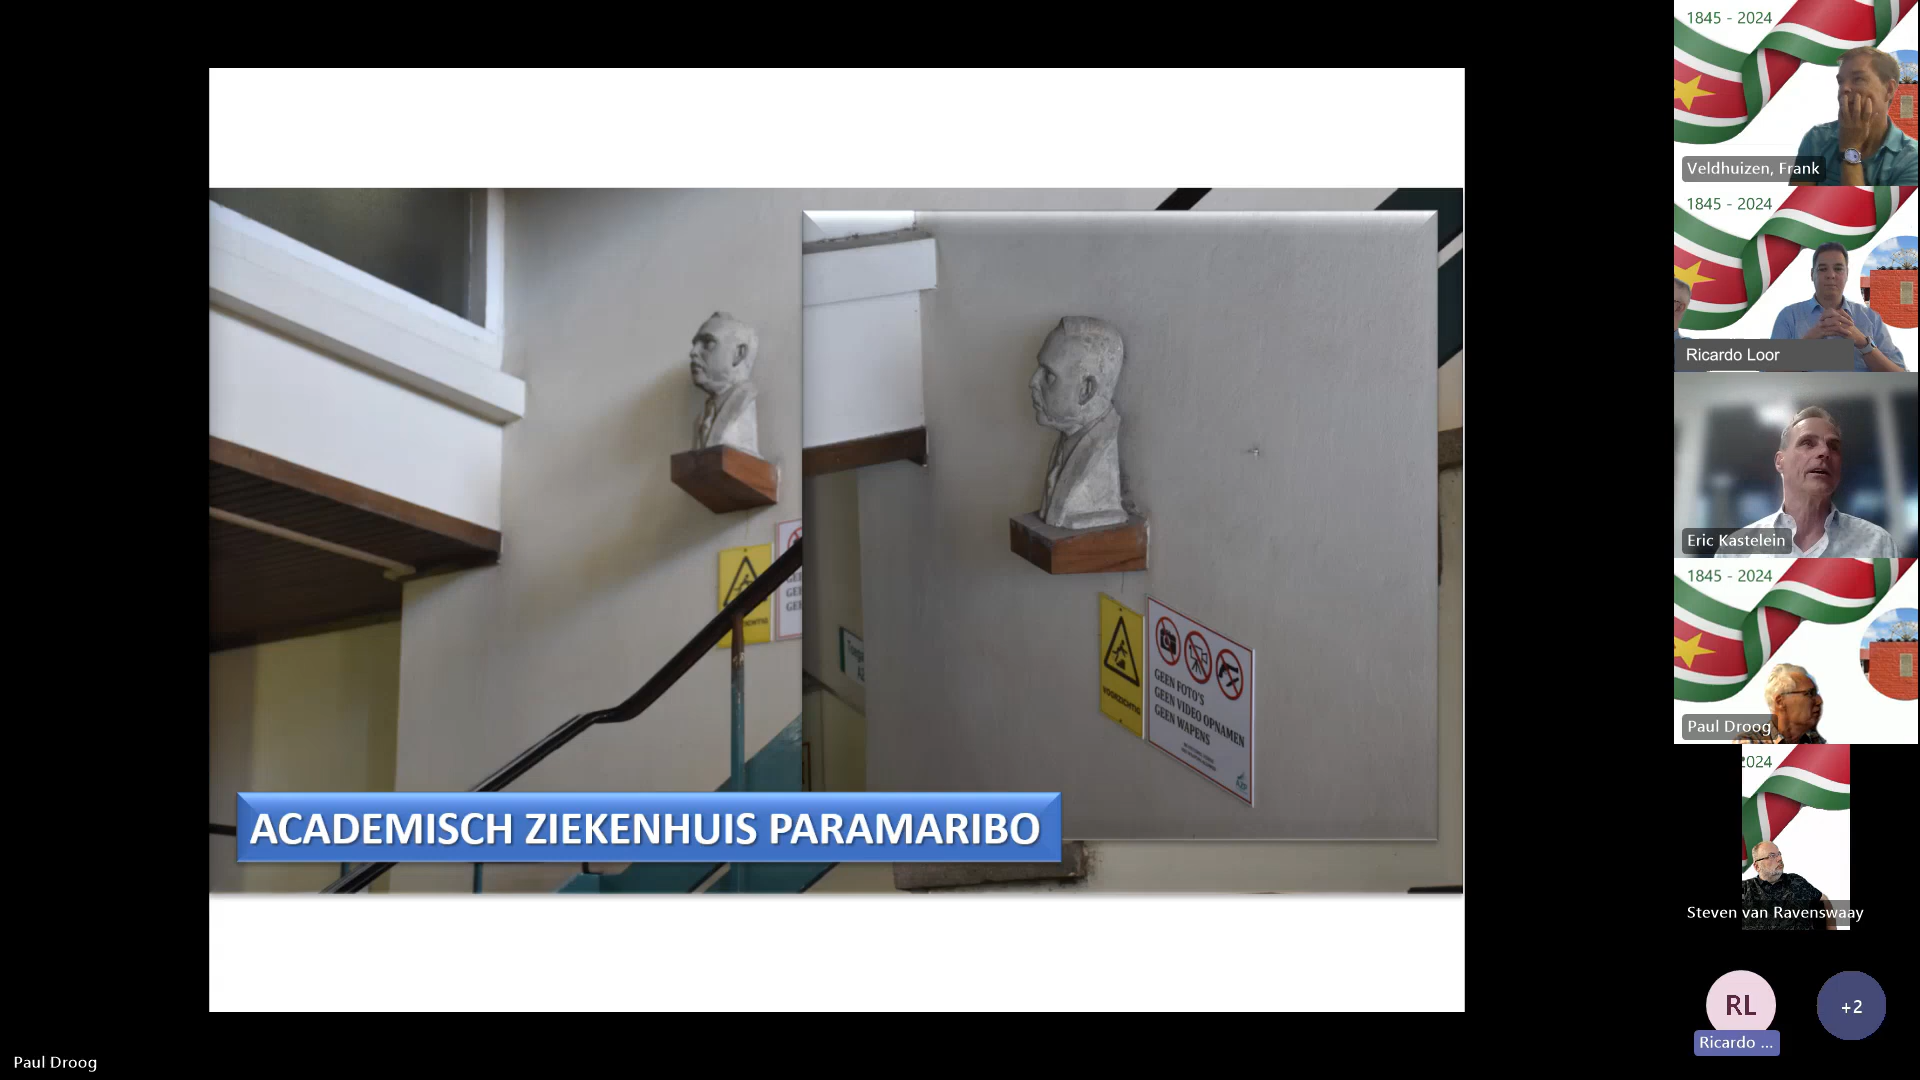 ACADEMISCH ZIEKENHUIS PARAMARIBO
VOORZICHTIG
GEEN FOTO'S
GEEN VIDEO OPNAMEN
GEEN WAPENS
AZP
1845 - 2024
Veldhuizen, Frank
1845 - 2024
Ricardo Loor
Eric Kastelein
1845 - 2024
Paul Droog
2024
Steven van Ravenswaay
RL
+2
Ricardo ...
Paul Droog